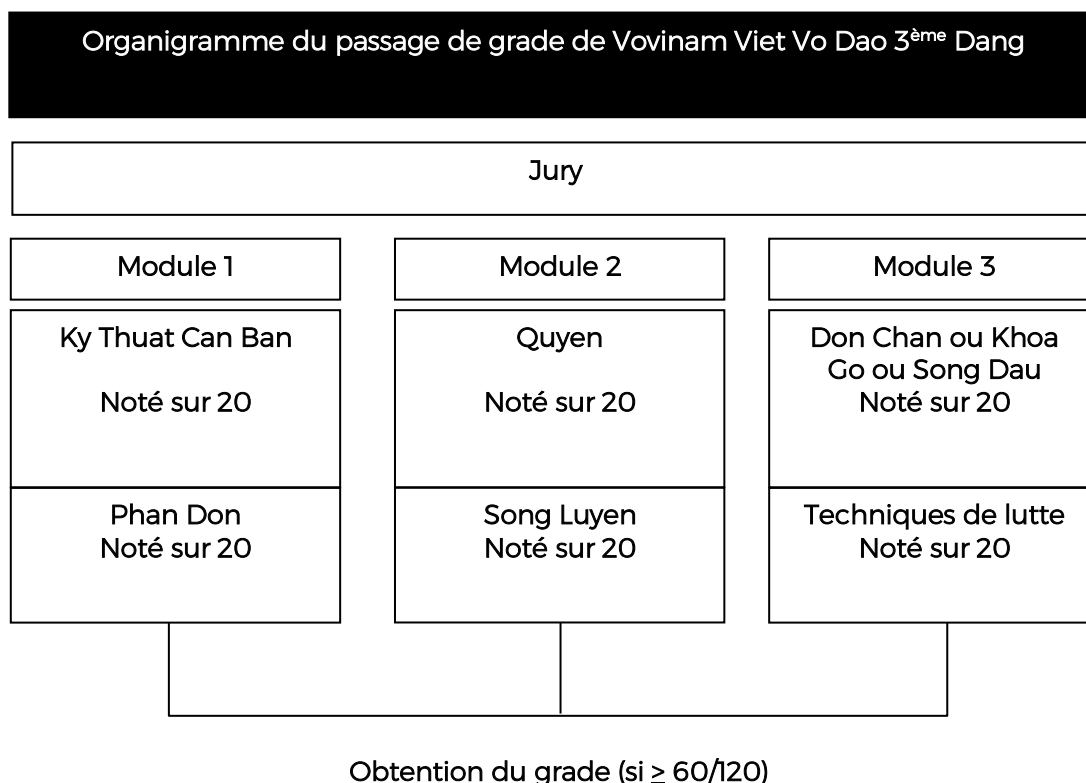 Organigramme du passage de grade de Vovinam Viet Vo Dao 3ème Dang
Jury
Module 1
Ky Thuat Can Ban
Noté sur 20
Phan Don
Noté sur 20
Module 2
Quyen
Noté sur 20
Song Luyen
Noté sur 20
Module 3
Don Chan ou Khoa
Go ou Song Dau
Noté sur 20
Techniques de lutte
Noté sur 20
Obtention du grade (si ≥ 60/120)